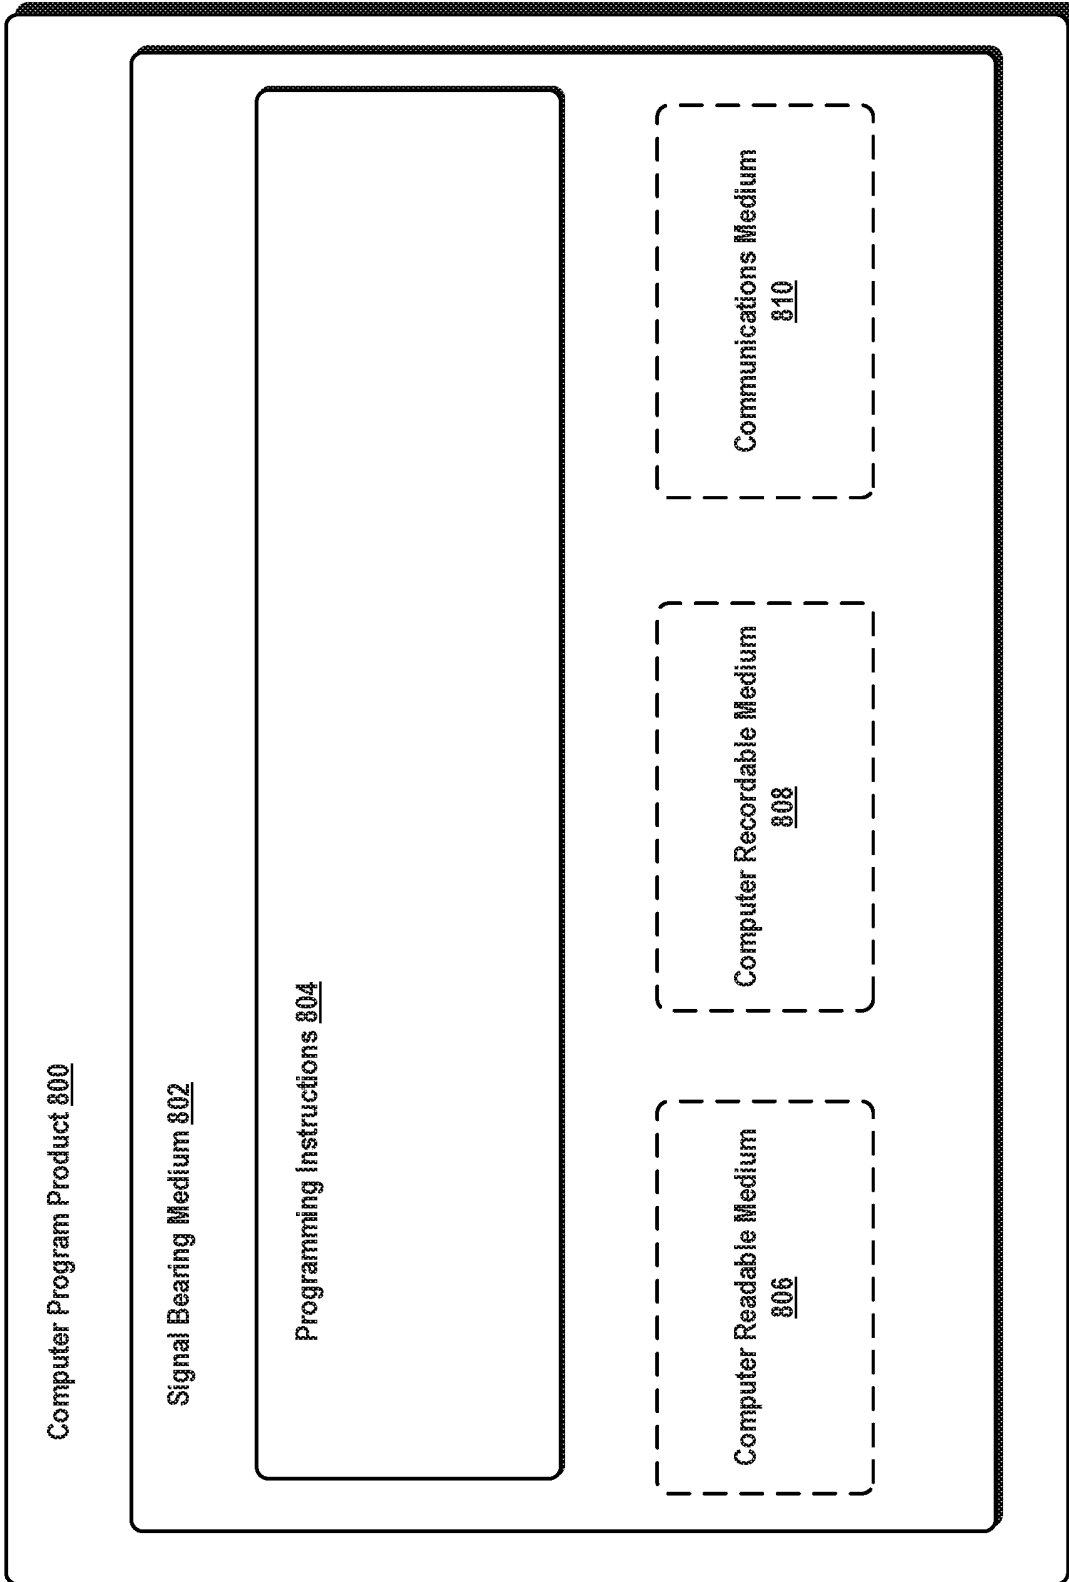 Computer Program Product 800
Signal Bearing Medium 802
Programming Instructions 804
Computer Readable Medium
806
Computer Recordable Medium
808
Communications Medium
810